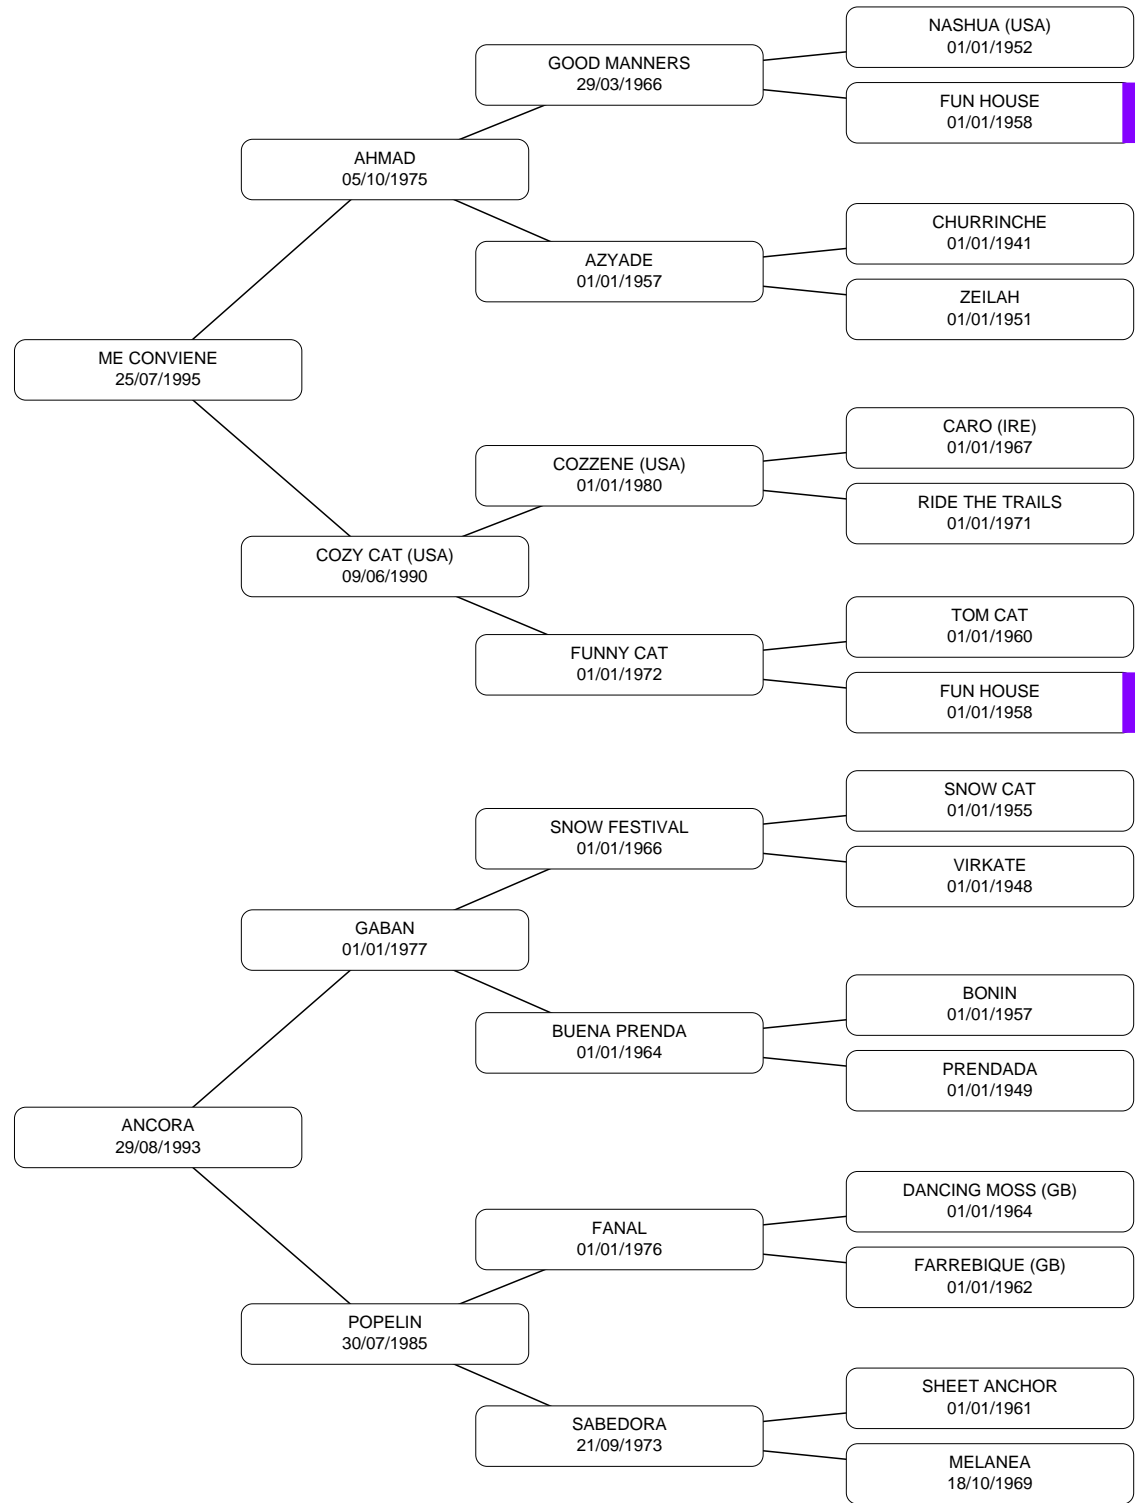 NASHUA (USA)
01/01/1952
GOOD MANNERS
29/03/1966
FUN HOUSE
01/01/1958
AHMAD
05/10/1975
CHURRINCHE
01/01/1941
AZYADE
01/01/1957
ZEILAH
01/01/1951
ME CONVIENE
25/07/1995
CARO (IRE)
01/01/1967
COZZENE (USA)
01/01/1980
RIDE THE TRAILS
01/01/1971
COZY CAT (USA)
09/06/1990
TOM CAT
01/01/1960
FUNNY CAT
01/01/1972
FUN HOUSE
01/01/1958
SNOW CAT
01/01/1955
SNOW FESTIVAL
01/01/1966
VIRKATE
01/01/1948
GABAN
01/01/1977
BONIN
01/01/1957
BUENA PRENDA
01/01/1964
PRENDADA
01/01/1949
ANCORA
29/08/1993
DANCING MOSS (GB)
01/01/1964
FANAL
01/01/1976
FARREBIQUE (GB)
01/01/1962
POPELIN
30/07/1985
SHEET ANCHOR
01/01/1961
SABEDORA
21/09/1973
MELANEA
18/10/1969